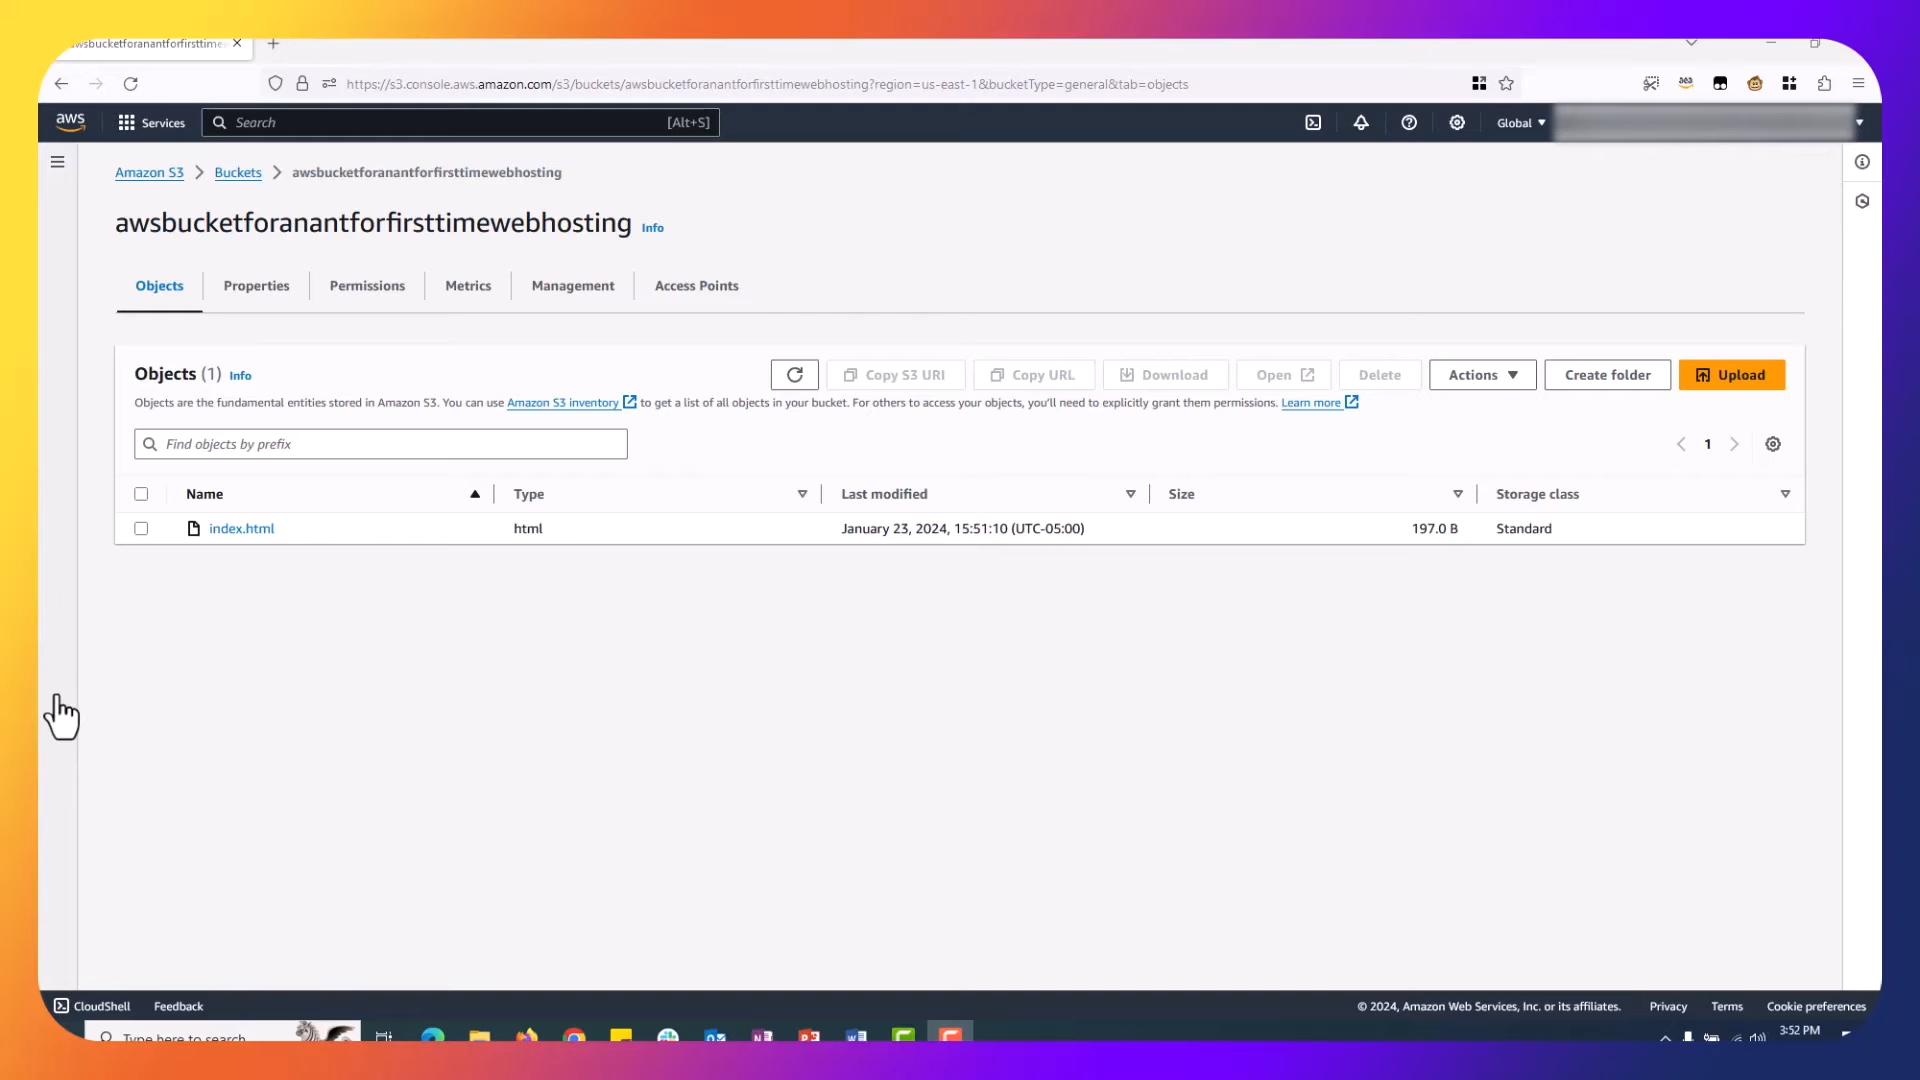 awsbucketforanantforfirsttime
https://s3.console.aws.amazon.com/s3/buckets/awsbucketforanantforfirsttimewebhosting?region=us-east-1&bucketType=general&tab=objects
aws Services Search [Alt+S] Global
Amazon S3 > Buckets > awsbucketforanantforfirsttimewebhosting
awsbucketforanantforfirsttimewebhosting Info
Objects Properties Permissions Metrics Management Access Points
Objects (1) Info Copy S3 URI Copy URL Download Open Delete Actions Create folder Upload
Objects are the fundamental entities stored in Amazon S3. You can use Amazon S3 inventory to get a list of all objects in your bucket. For others to access your objects, you'll need to explicitly grant them permissions. Learn more
Find objects by prefix 1
Name Type Last modified Size Storage class
index.html html January 23, 2024, 15:51:10 (UTC-05:00) 197.0 B Standard
CloudShell Feedback © 2024, Amazon Web Services, Inc. or its affiliates. Privacy Terms Cookie preferences
Type here to search 3:52 PM